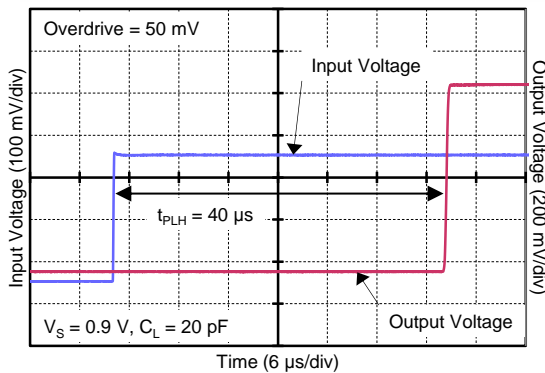 Overdrive = 50 mV
Input Voltage
Input Voltage (100 mV/div)
Output Voltage (200 mV/div)
t_PLH = 40 µs
Output Voltage
V_S = 0.9 V, C_L = 20 pF
Time (6 µs/div)